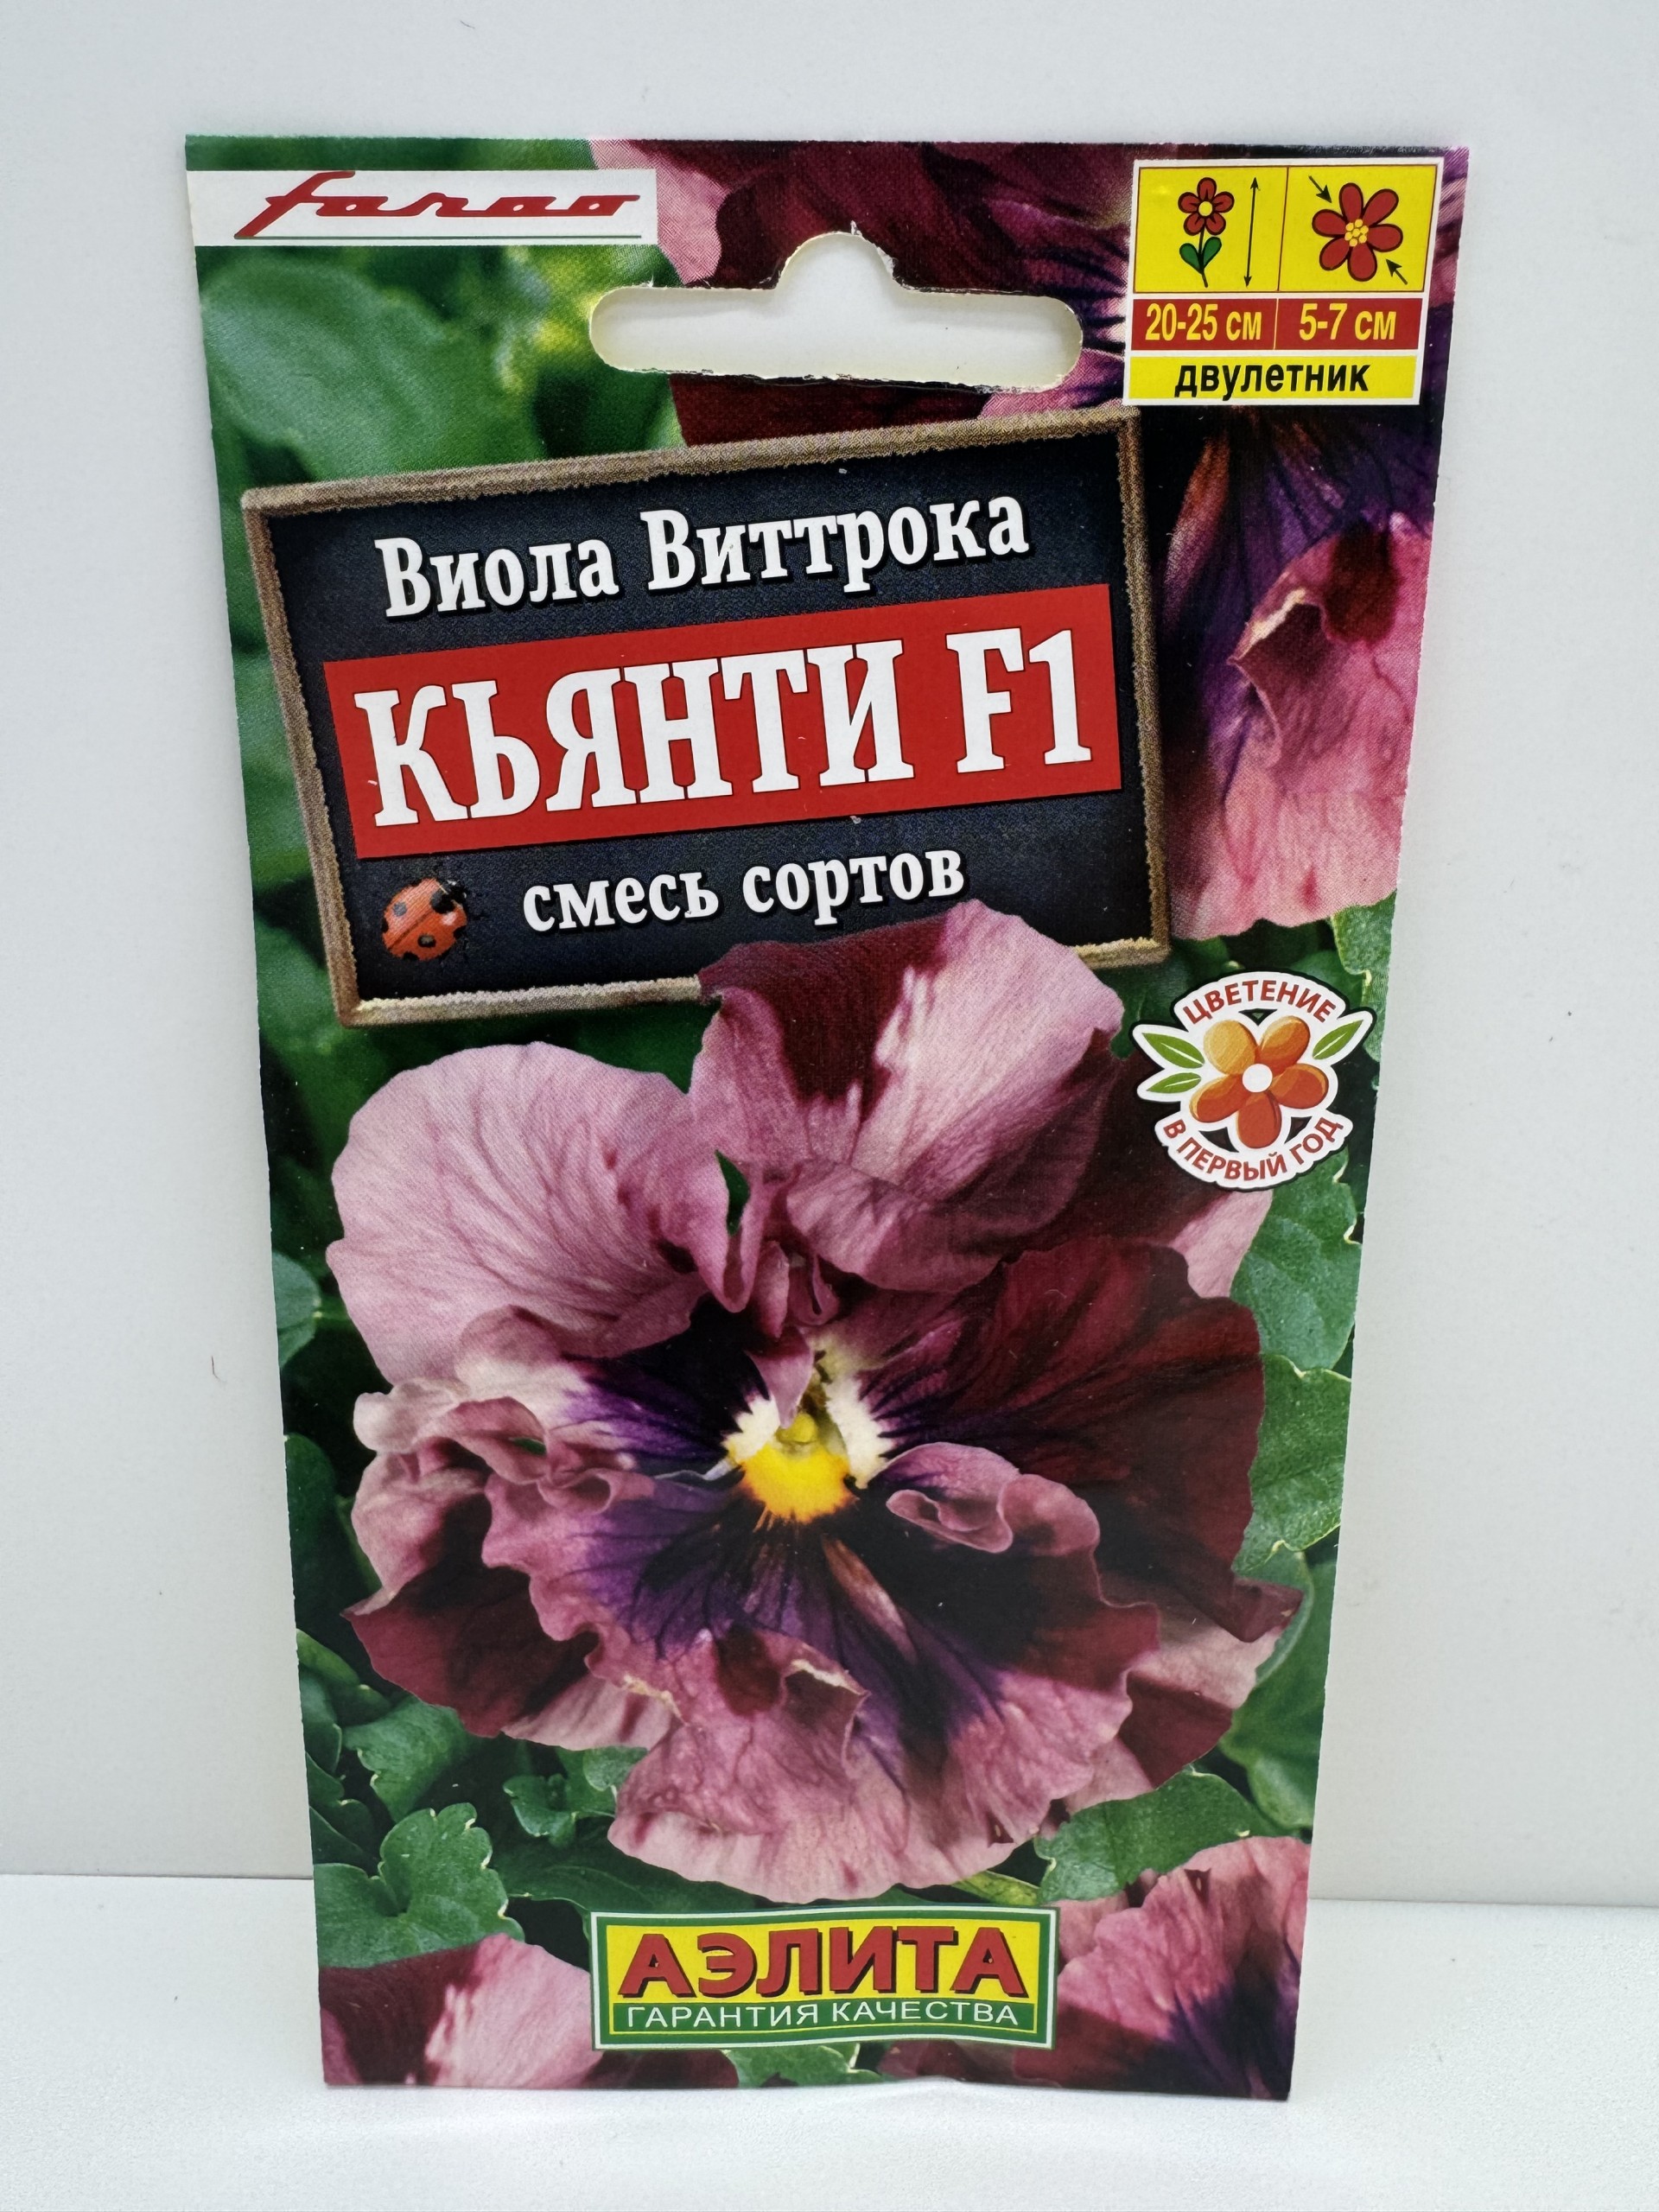 farao
20-25 см 5-7 см
двулетник
Виола Виттрока
КЬЯНТИ F1
смесь сортов
ЦВЕТЕНИЕ
В ПЕРВЫЙ ГОД
АЭЛИТА
ГАРАНТИЯ КАЧЕСТВА